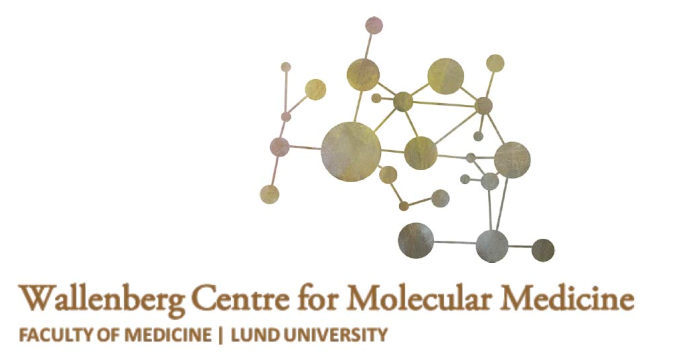 Wallenberg Centre for Molecular Medicine
FACULTY OF MEDICINE | LUND UNIVERSITY